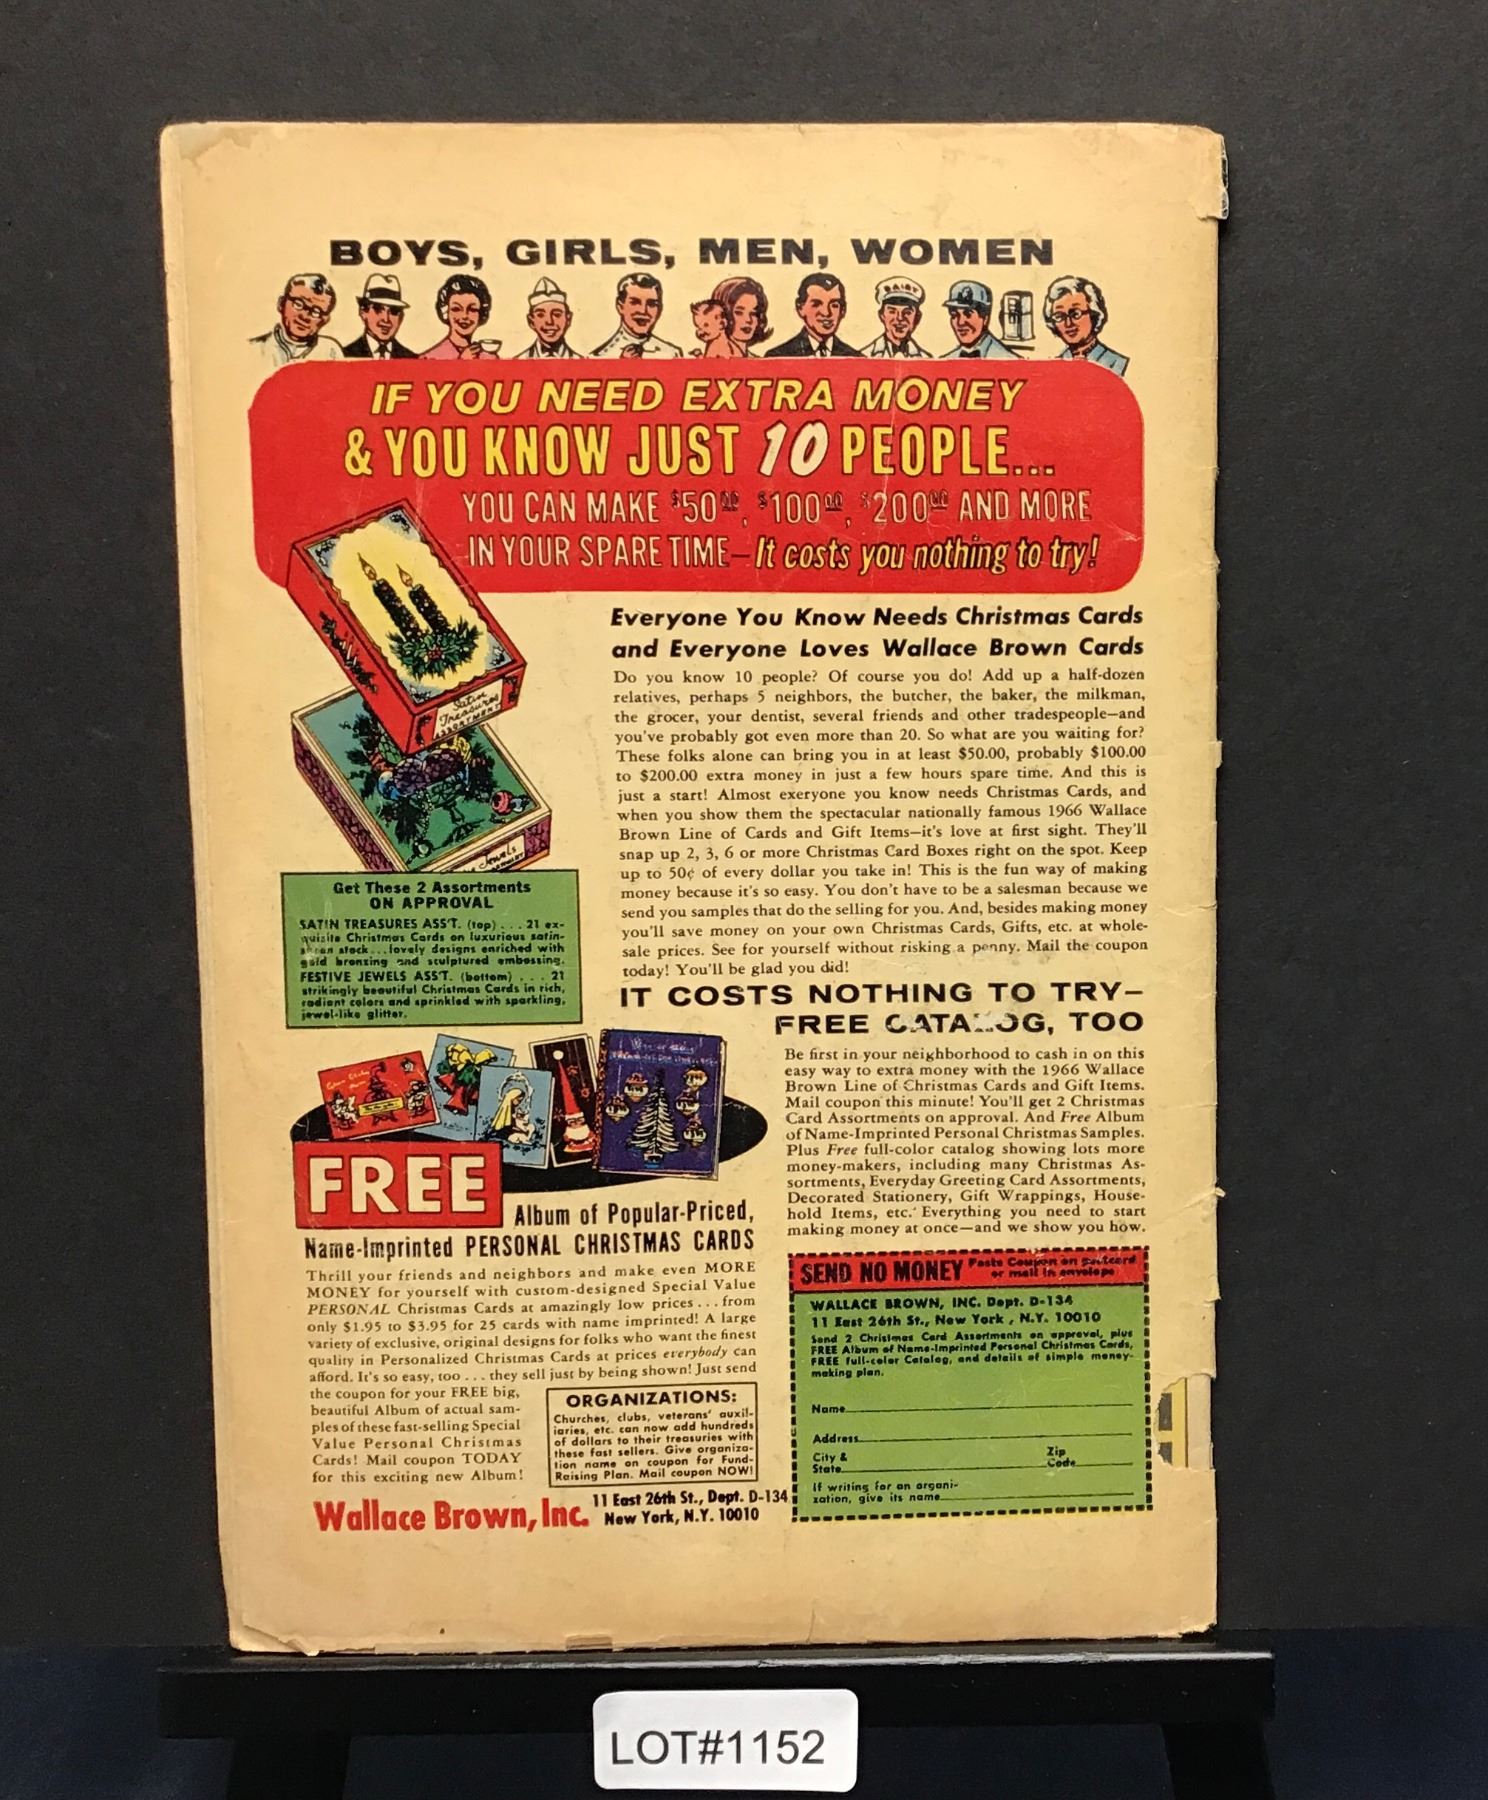 BOYS, GIRLS, MEN, WOMEN
DAIRY
IF YOU NEED EXTRA MONEY
& YOU KNOW JUST 10 PEOPLE...
YOU CAN MAKE $50.00, $100.00, $200.00 AND MORE
IN YOUR SPARE TIME—It costs you nothing to try!
Satin
Treasures
ASSORTMENT
Jewels
Everyone You Know Needs Christmas Cards
and Everyone Loves Wallace Brown Cards
Do you know 10 people? Of course you do! Add up a half-dozen
relatives, perhaps 5 neighbors, the butcher, the baker, the milkman,
the grocer, your dentist, several friends and other tradespeople—and
you've probably got even more than 20. So what are you waiting for?
These folks alone can bring you in at least $50.00, probably $100.00
to $200.00 extra money in just a few hours spare time. And this is
just a start! Almost exeryone you know needs Christmas Cards, and
when you show them the spectacular nationally famous 1966 Wallace
Brown Line of Cards and Gift Items—it's love at first sight. They'll
snap up 2, 3, 6 or more Christmas Card Boxes right on the spot. Keep
up to 50¢ of every dollar you take in! This is the fun way of making
money because it's so easy. You don't have to be a salesman because we
send you samples that do the selling for you. And, besides making money
you'll save money on your own Christmas Cards, Gifts, etc. at whole-
sale prices. See for yourself without risking a penny. Mail the coupon
today! You'll be glad you did!
Get These 2 Assortments
ON APPROVAL
SATIN TREASURES ASS'T. (top) . . . 21 ex-
quisite Christmas Cards on luxurious satin-
sheen stock...lovely designs enriched with
gold bronzing and sculptured embossing.
FESTIVE JEWELS ASS'T. (bottom) . . . 21
strikingly beautiful Christmas Cards in rich,
radiant colors and sprinkled with sparkling,
jewel-like glitter.
IT COSTS NOTHING TO TRY—
FREE CATALOG, TOO
Be first in your neighborhood to cash in on this
easy way to extra money with the 1966 Wallace
Brown Line of Christmas Cards and Gift Items.
Mail coupon this minute! You'll get 2 Christmas
Card Assortments on approval. And Free Album
of Name-Imprinted Personal Christmas Samples.
Plus Free full-color catalog showing lots more
money-makers, including many Christmas As-
sortments, Everyday Greeting Card Assortments,
Decorated Stationery, Gift Wrappings, House-
hold Items, etc. Everything you need to start
making money at once—and we show you how.
FREE
Album of Popular-Priced,
Name-Imprinted PERSONAL CHRISTMAS CARDS
Thrill your friends and neighbors and make even MORE
MONEY for yourself with custom-designed Special Value
PERSONAL Christmas Cards at amazingly low prices . . . from
only $1.95 to $3.95 for 25 cards with name imprinted! A large
variety of exclusive, original designs for folks who want the finest
quality in Personalized Christmas Cards at prices everybody can
afford. It's so easy, too . . . they sell just by being shown! Just send
the coupon for your FREE big,
beautiful Album of actual sam-
ples of these fast-selling Special
Value Personal Christmas
Cards! Mail coupon TODAY
for this exciting new Album!
ORGANIZATIONS:
Churches, clubs, veterans' auxil-
iaries, etc. can now add hundreds
of dollars to their treasuries with
these fast sellers. Give organiza-
tion name on coupon for Fund-
Raising Plan. Mail coupon NOW!
Wallace Brown, Inc. 11 East 26th St., Dept. D-134
New York, N.Y. 10010
SEND NO MONEY Paste Coupon on postcard
or mail in envelope
WALLACE BROWN, INC. Dept. D-134
11 East 26th St., New York, N.Y. 10010
Send 2 Christmas Card Assortments on approval, plus
FREE Album of Name-Imprinted Personal Christmas Cards,
FREE full-color Catalog, and details of simple money-
making plan.
Name
Address
City & State
Zip Code
If writing for an organi-
zation, give its name
LOT#1152